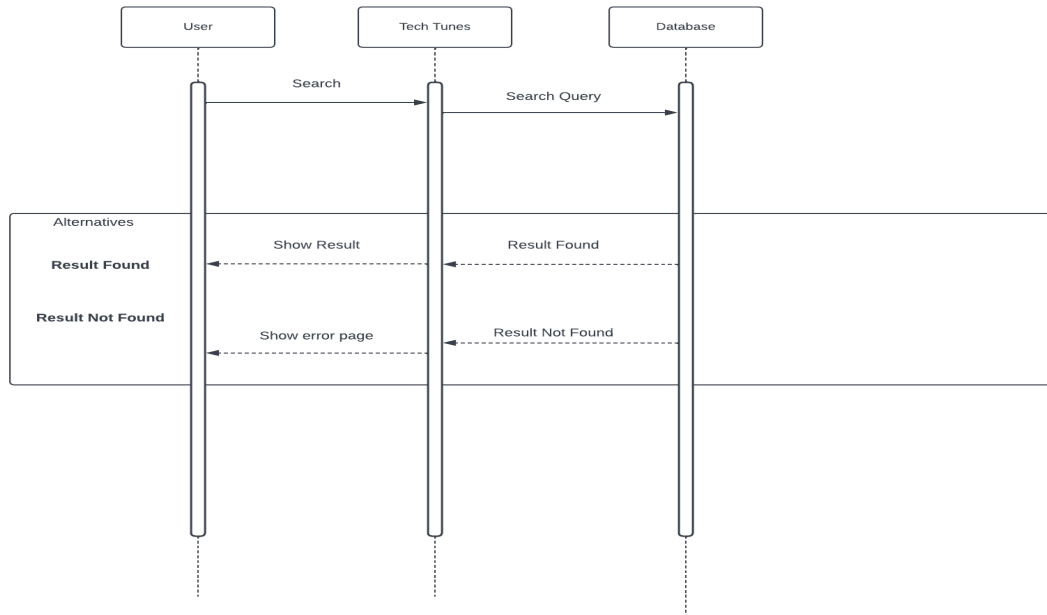 User
Tech Tunes
Database
Search
Search Query
Alternatives
Show Result
Result Found
Result Found
Result Not Found
Show error page
Result Not Found